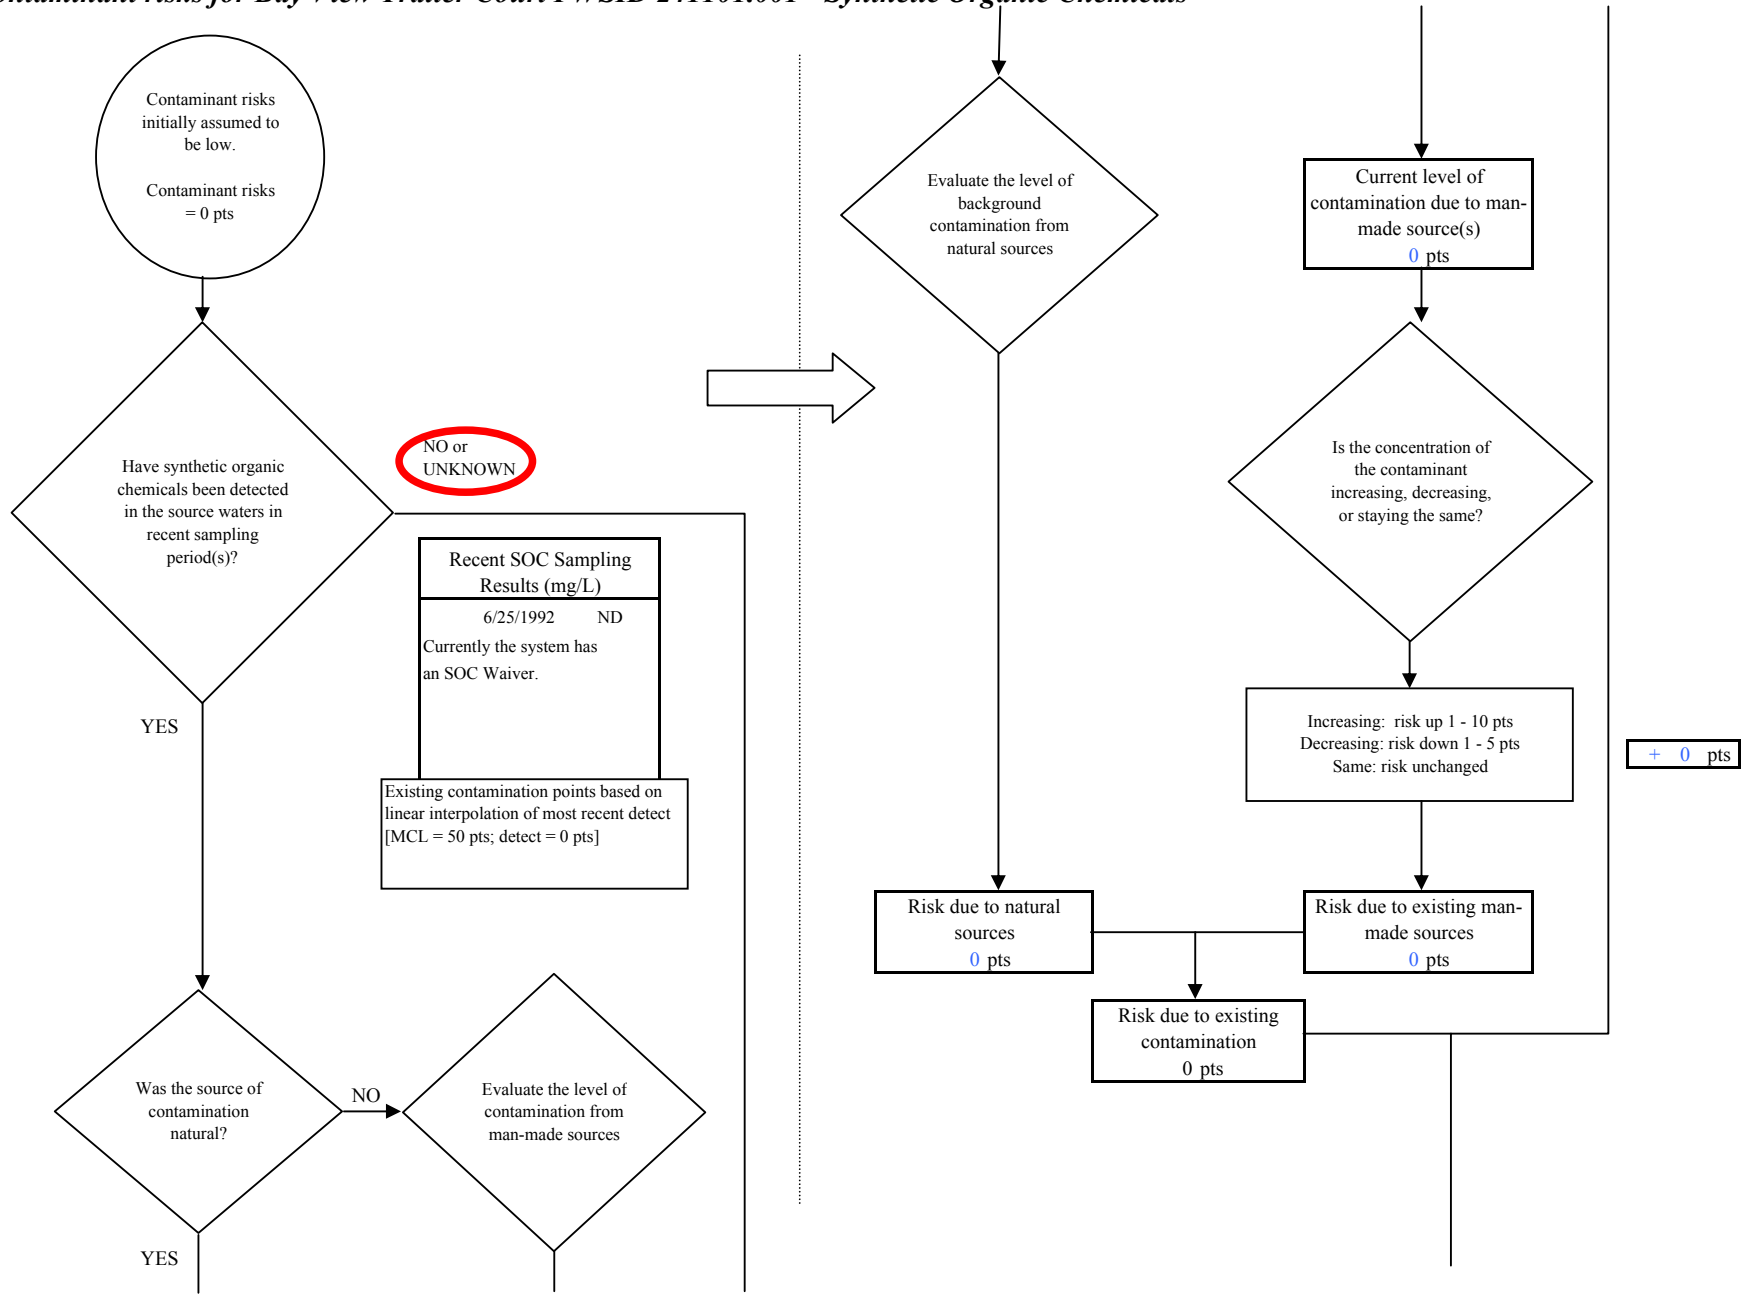 Contaminant risks
initially assumed to
be low.
Contaminant risks
= 0 pts
Have synthetic organic
chemicals been detected
in the source waters in
recent sampling
period(s)?
NO or
UNKNOWN
Recent SOC Sampling
Results (mg/L)
6/25/1992 ND
Currently the system has
an SOC Waiver.
YES
Existing contamination points based on
linear interpolation of most recent detect
[MCL = 50 pts; detect = 0 pts]
Was the source of
contamination
natural?
NO
Evaluate the level of
contamination from
man-made sources
YES
Evaluate the level of
background
contamination from
natural sources
Current level of
contamination due to man-
made source(s)
0 pts
Is the concentration of
the contaminant
increasing, decreasing,
or staying the same?
Increasing: risk up 1 - 10 pts
Decreasing: risk down 1 - 5 pts
Same: risk unchanged
+ 0 pts
Risk due to natural
sources
0 pts
Risk due to existing man-
made sources
0 pts
Risk due to existing
contamination
0 pts